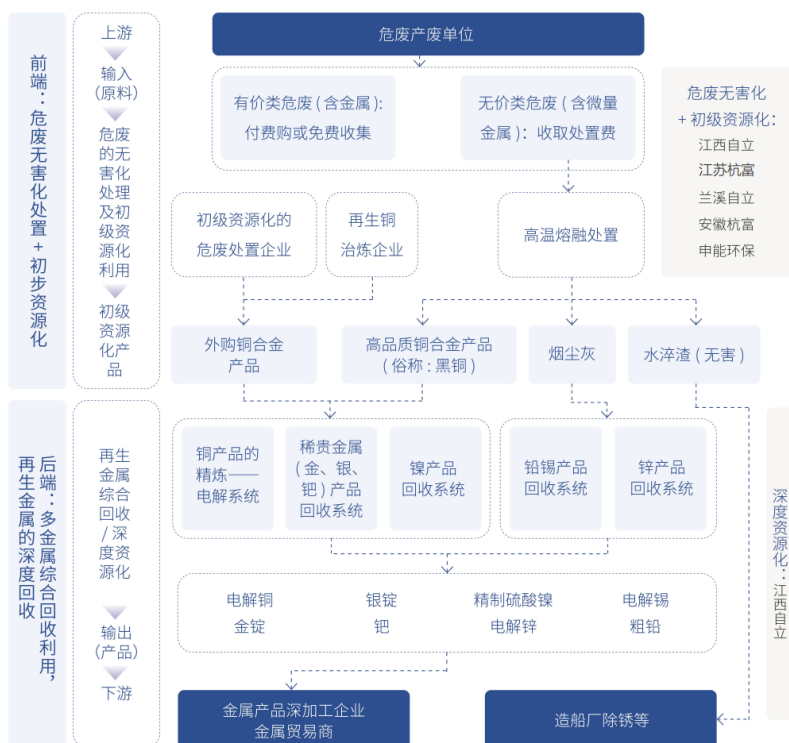 前端：危废无害化处置 + 初步资源化
上游
输入
（原料）
危废
的无
害化
处理
及初
级资
源化
利用
初级
资源
化产
品
危废产废单位
有价类危废 ( 含金属 ):
付费购或免费收集
无价类危废（含微量
金属 )：收取处置费
危废无害化
+ 初级资源化：
江西自立
江苏杭富
兰溪自立
安徽杭富
申能环保
初级资源化的
危废处置企业
再生铜
冶炼企业
高温熔融处置
外购铜合金
产品
高品质铜合金产品
( 俗称 : 黑铜 )
烟尘灰
水淬渣 ( 无害 )
后端：多金属综合回收利用，
再生金属的深度回收
再生
金属
综合
回收
/ 深
度资
源化
输出
（产品）
下游
铜产品的
精炼——
电解系统
稀贵金属
( 金、银、
钯 ) 产品
回收系统
镍产品
回收系统
铅锡产品
回收系统
锌产品
回收系统
深度资源化：江西自立
电解铜
银锭
精制硫酸镍
电解锡
金锭
钯
电解锌
粗铅
金属产品深加工企业
金属贸易商
造船厂除锈等